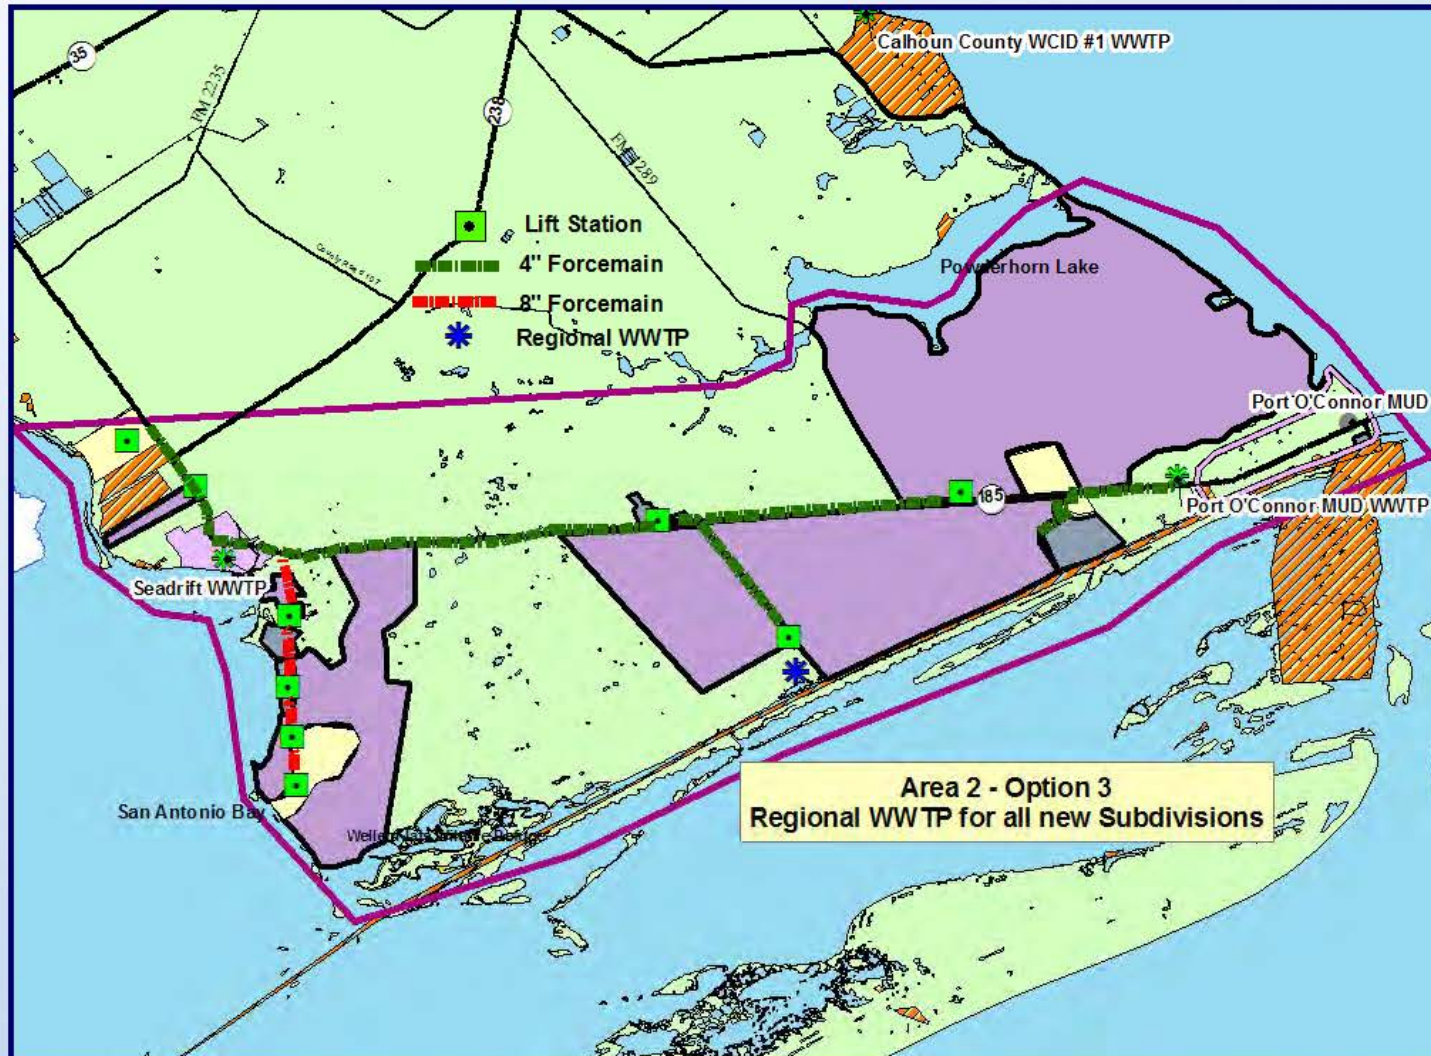 Calhoun County WCID #1 WWTP
35
FM 2235
238
FM 1289
Lift Station
4" Forcemain
8" Forcemain
Regional WWTP
Powderhorn Lake
Port O'Connor MUD
185
Port O'Connor MUD WWTP
Seadrift WWTP
San Antonio Bay
Area 2 - Option 3
Regional WWTP for all new Subdivisions